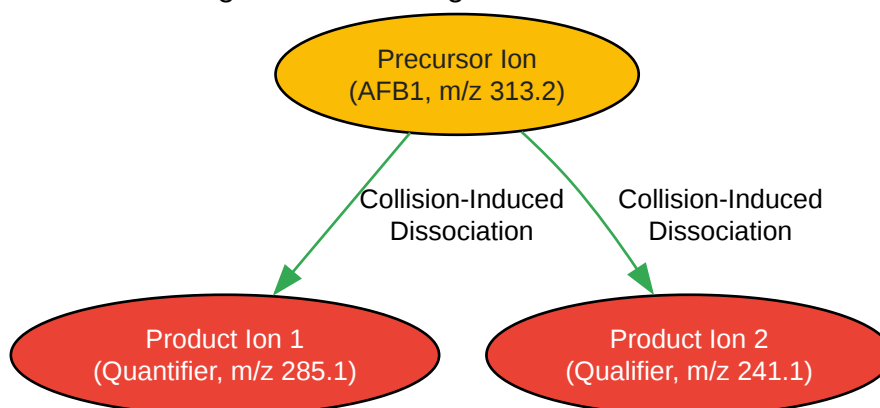 Precursor Ion
(AFB1, m/z 313.2)
Collision-Induced
Dissociation
Collision-Induced
Dissociation
Product Ion 1
(Quantifier, m/z 285.1)
Product Ion 2
(Qualifier, m/z 241.1)